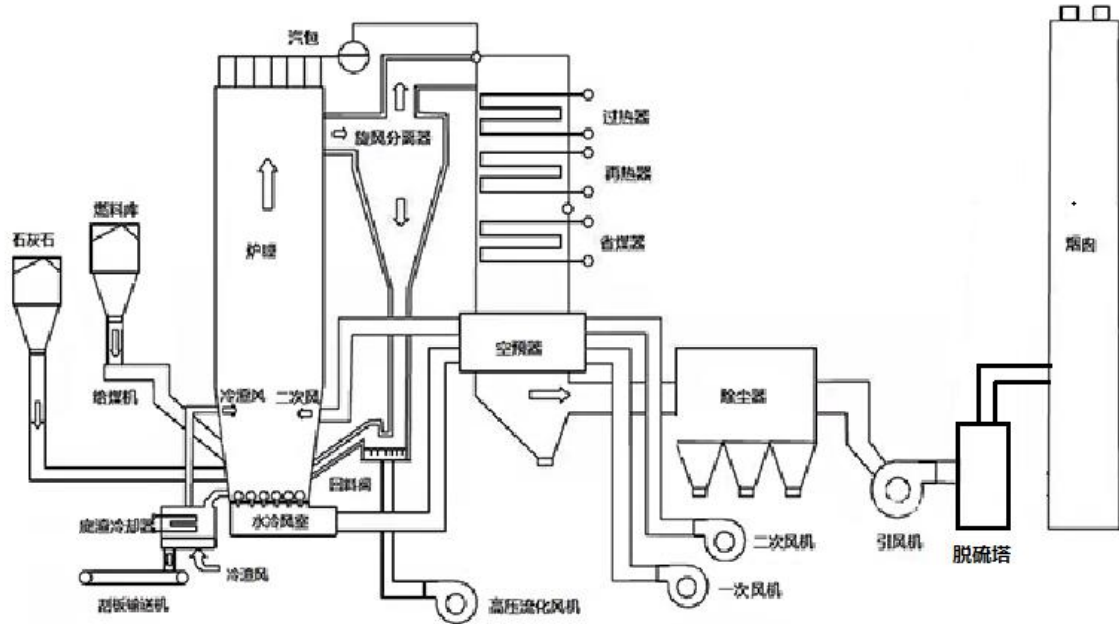 汽包
过热器
旋风分离器
再热器
燃料库
石灰石
炉膛
省煤器
烟囱
空预器
给煤机
冷渣风
二次风
除尘器
回料阀
水冷风室
旋渣冷却器
冷渣风
刮板输送机
高压流化风机
一次风机
二次风机
引风机
脱硫塔